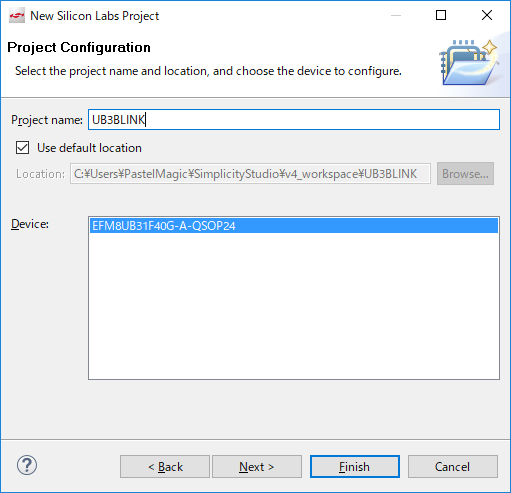 New Silicon Labs Project
Project Configuration
Select the project name and location, and choose the device to configure.
Project name: UB3BLINK
Use default location
Location: C:¥Users¥PastelMagic¥SimplicityStudio¥v4_workspace¥UB3BLINK Browse...
Device: EFM8UB31F40G-A-QSOP24
? < Back Next > Finish Cancel